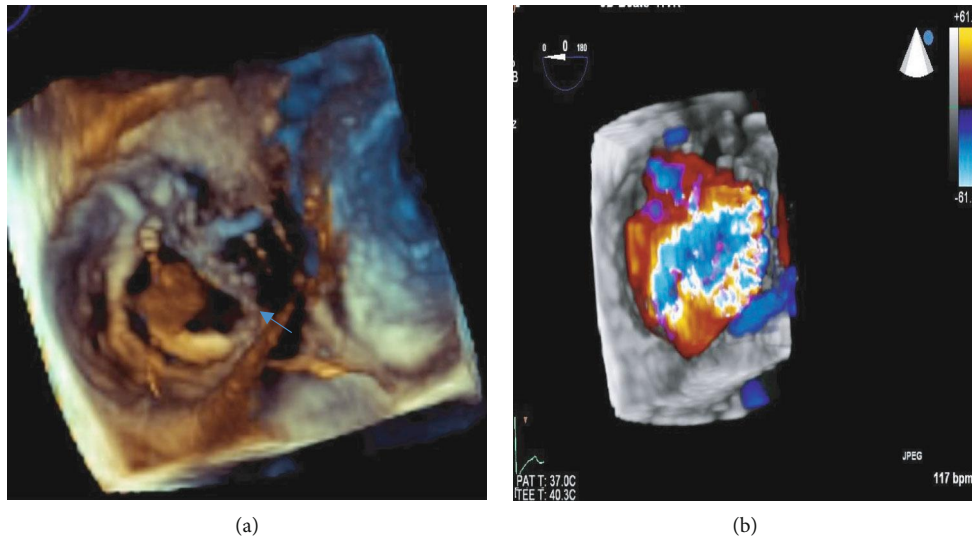 +61.
0 0 180
B
z
-61.
JPEG
PAT T: 37.0C
TEE T: 40.3C
117 bpm
(a)
(b)